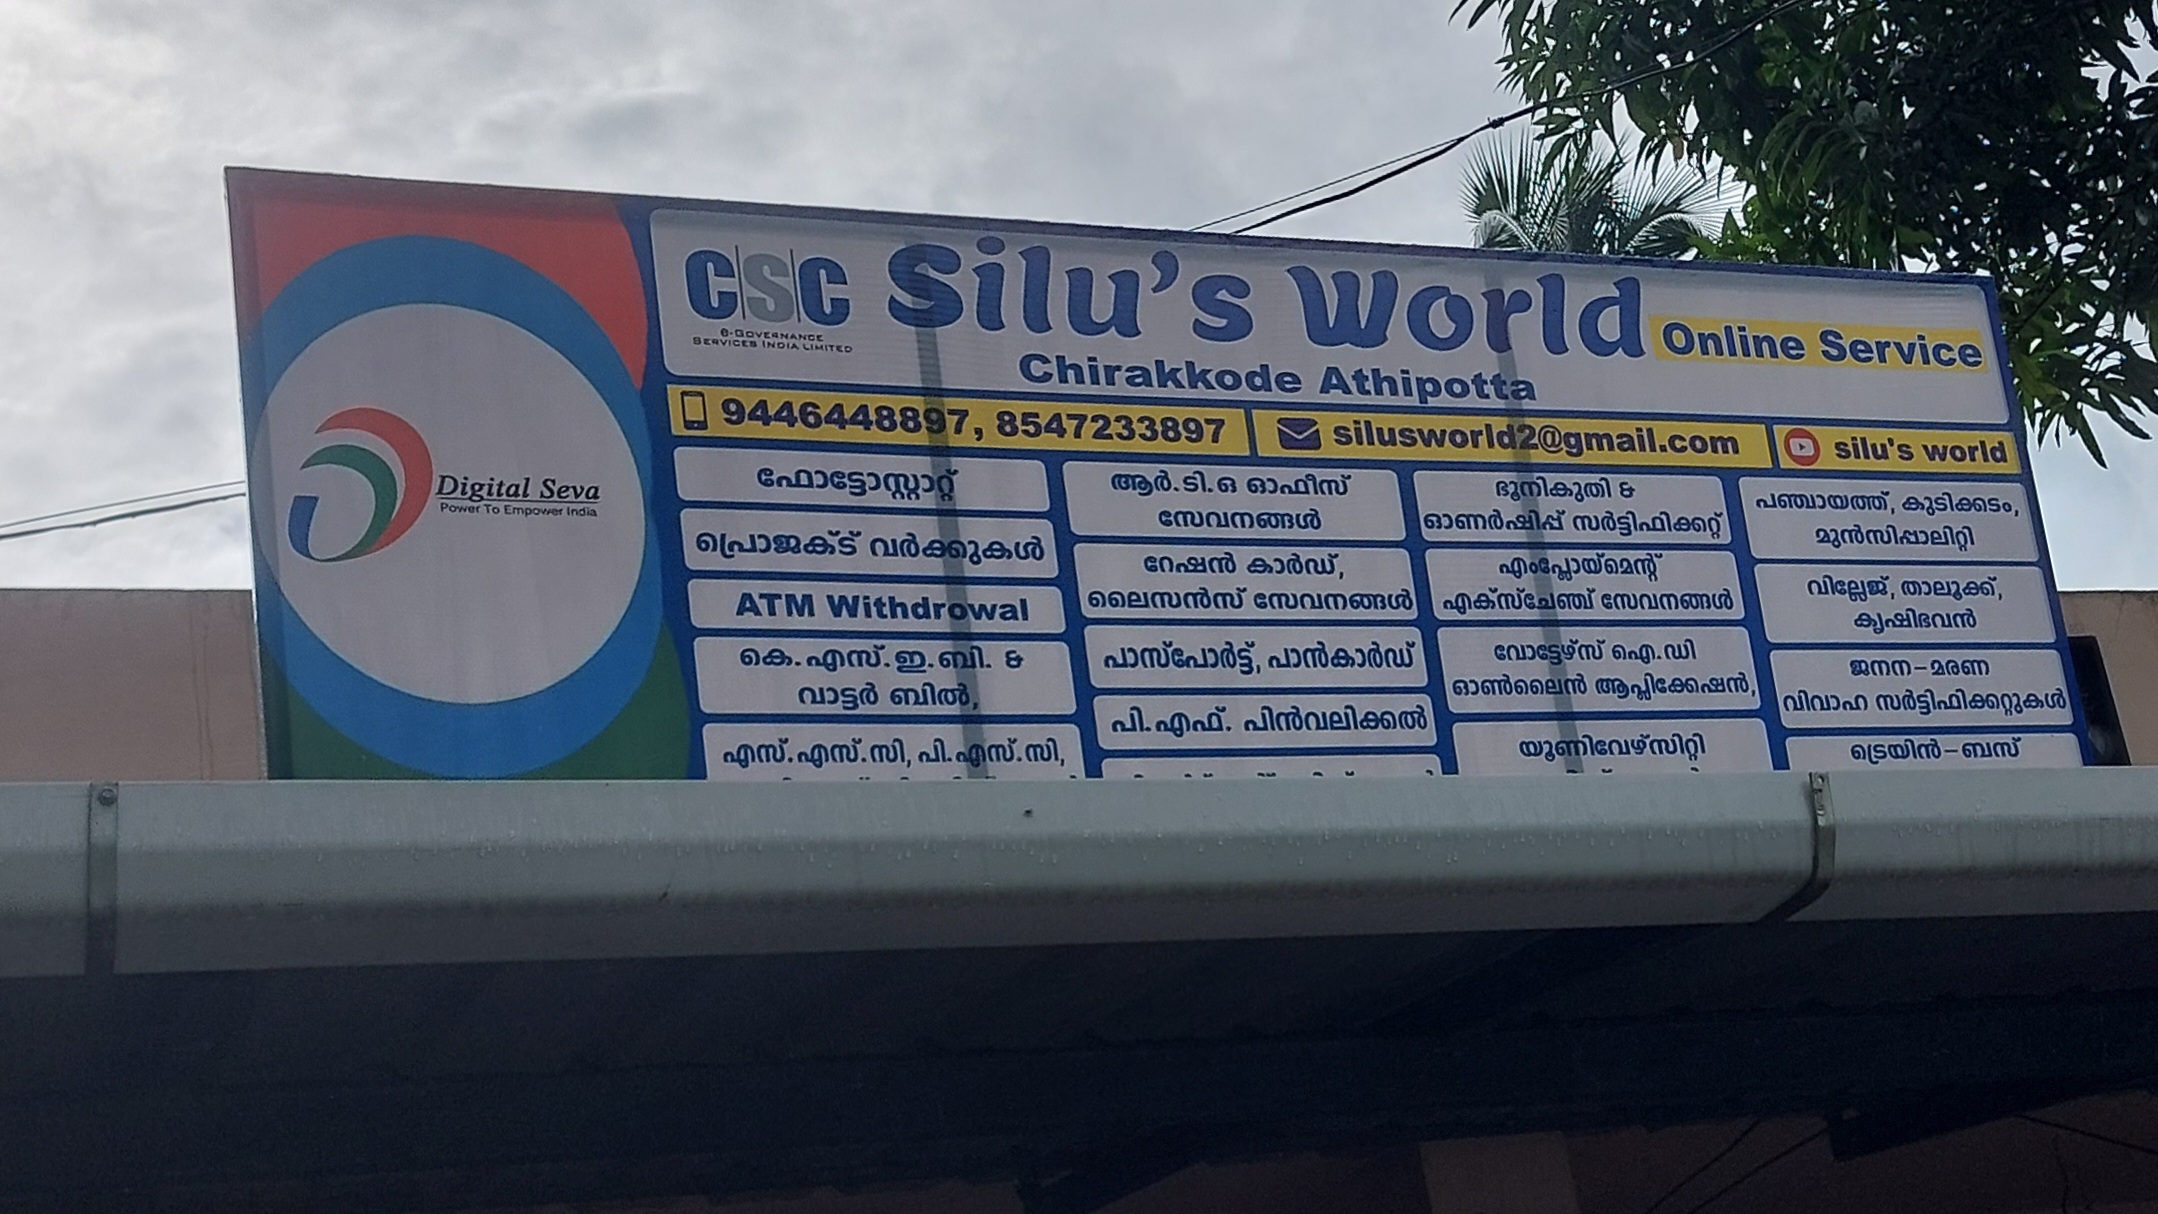 CSC
e-Governance
Services India Limited
Silu's World
Online Service
Chirakkode Athipotta
9446448897, 8547233897
silusworld2@gmail.com
silu's world
Digital Seva
Power To Empower India
ഫോട്ടോസ്റ്റാറ്റ്
പ്രൊജക്ട് വർക്കുകൾ
ATM Withdrowal
കെ.എസ്.ഇ.ബി. &
വാട്ടർ ബിൽ,
എസ്.എസ്.സി, പി.എസ്.സി,
ആർ.ടി.ഒ ഓഫീസ്
സേവനങ്ങൾ
റേഷൻ കാർഡ്,
ലൈസൻസ് സേവനങ്ങൾ
പാസ്പോർട്ട്, പാൻകാർഡ്
പി.എഫ്. പിൻവലിക്കൽ
ഭൂനികുതി &
ഓണർഷിപ്പ് സർട്ടിഫിക്കറ്റ്
എംപ്ലോയ്മെന്റ്
എക്സ്ചേഞ്ച് സേവനങ്ങൾ
വോട്ടേഴ്സ് ഐ.ഡി
ഓൺലൈൻ ആപ്ലിക്കേഷൻ,
യൂണിവേഴ്സിറ്റി
പഞ്ചായത്ത്, കുടിക്കടം,
മുൻസിപ്പാലിറ്റി
വില്ലേജ്, താലൂക്ക്,
കൃഷിഭവൻ
ജനന-മരണ
വിവാഹ സർട്ടിഫിക്കറ്റുകൾ
ട്രെയിൻ-ബസ്